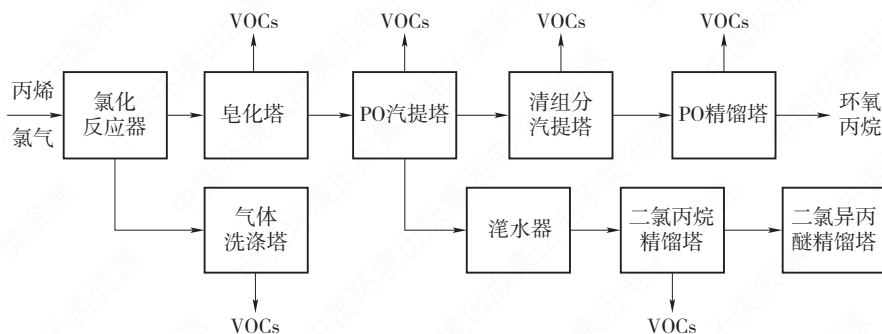 VOCs
VOCs
VOCs
VOCs
丙烯
氯气
氯化
反应器
皂化塔
PO汽提塔
清组分
汽提塔
PO精馏塔
环氧
丙烷
气体
洗涤塔
滗水器
二氯丙烷
精馏塔
二氯异丙
醚精馏塔
VOCs
VOCs